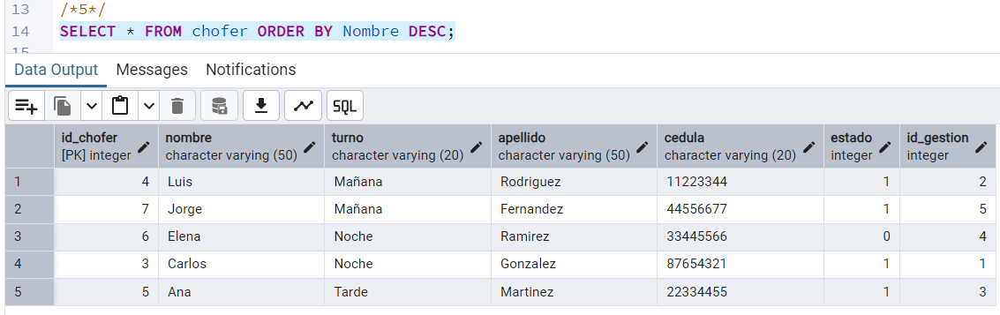 13 /*5*/
14 SELECT * FROM chofer ORDER BY Nombre DESC;
15
Data Output Messages Notifications
SQL
id_chofer nombre turno apellido cedula estado id_gestion
[PK] integer character varying (50) character varying (20) character varying (50) character varying (20) integer integer
1 4 Luis Mañana Rodriguez 11223344 1 2
2 7 Jorge Mañana Fernandez 44556677 1 5
3 6 Elena Noche Ramirez 33445566 0 4
4 3 Carlos Noche Gonzalez 87654321 1 1
5 5 Ana Tarde Martinez 22334455 1 3